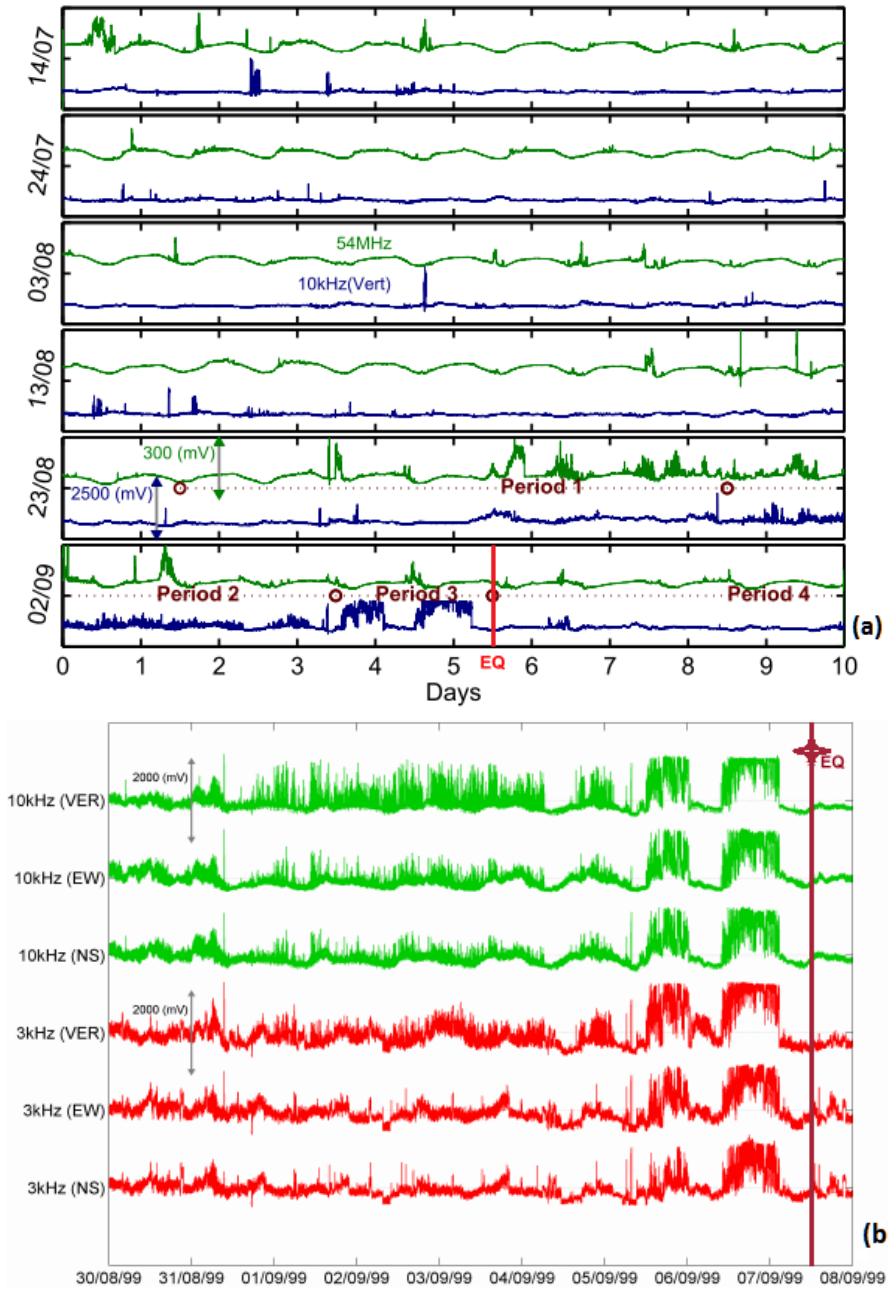 14/07
24/07
03/08
54MHz
10kHz(Vert)
13/08
23/08
300 (mV)
2500 (mV)
Period 1
02/09
Period 2
Period 3
Period 4
(a)
0 1 2 3 4 5 6 7 8 9 10
EQ
Days
EQ
2000 (mV)
10kHz (VER)
10kHz (EW)
10kHz (NS)
2000 (mV)
3kHz (VER)
3kHz (EW)
3kHz (NS)
(b
30/08/99 31/08/99 01/09/99 02/09/99 03/09/99 04/09/99 05/09/99 06/09/99 07/09/99 08/09/99